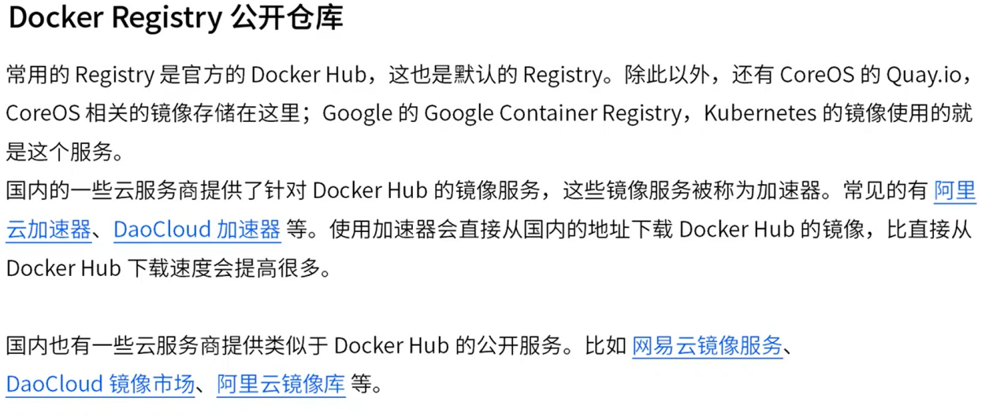 Docker Registry 公开仓库
常用的 Registry 是官方的 Docker Hub，这也是默认的 Registry。除此以外，还有 CoreOS 的 Quay.io，
CoreOS 相关的镜像存储在这里；Google 的 Google Container Registry，Kubernetes 的镜像使用的就
是这个服务。
国内的一些云服务商提供了针对 Docker Hub 的镜像服务，这些镜像服务被称为加速器。常见的有 阿里
云加速器、DaoCloud 加速器 等。使用加速器会直接从国内的地址下载 Docker Hub 的镜像，比直接从
Docker Hub 下载速度会提高很多。
国内也有一些云服务商提供类似于 Docker Hub 的公开服务。比如 网易云镜像服务、
DaoCloud 镜像市场、阿里云镜像库 等。